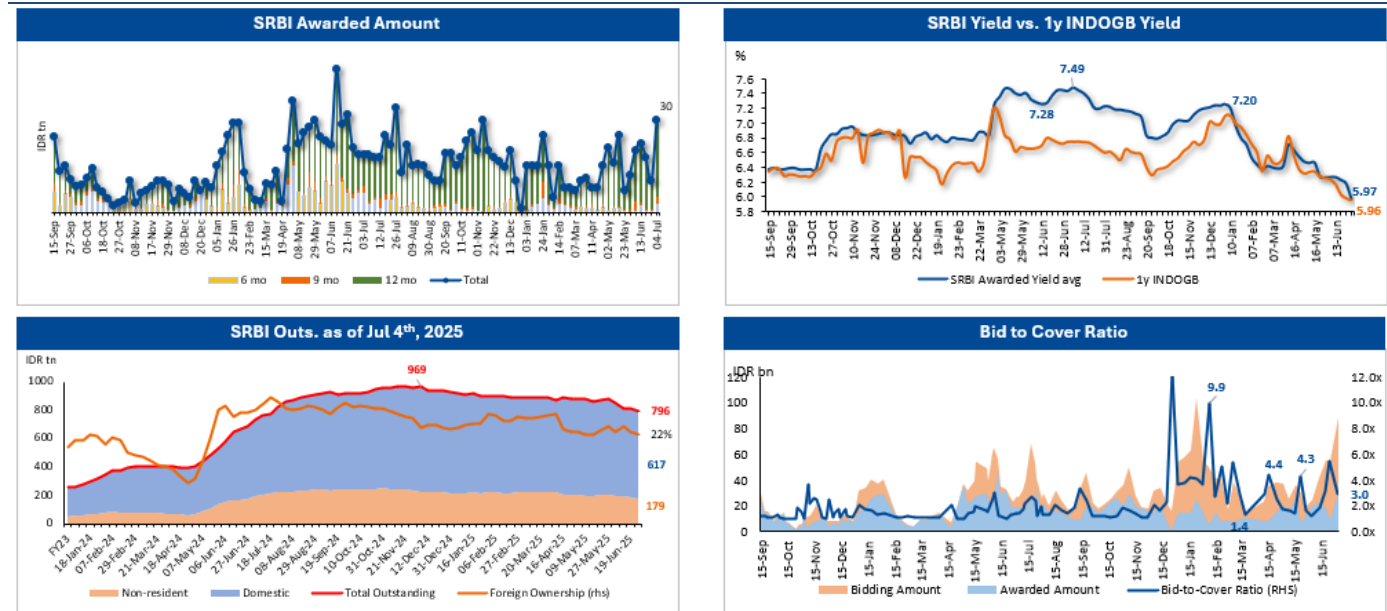 SRBI Awarded Amount
IDR tn
30
15-Sep
27-Sep
06-Oct
18-Oct
27-Oct
08-Nov
17-Nov
29-Nov
08-Dec
20-Dec
05-Jan
26-Jan
23-Feb
15-Mar
19-Apr
08-May
29-May
07-Jun
21-Jun
03-Jul
12-Jul
26-Jul
09-Aug
30-Aug
20-Sep
11-Oct
01-Nov
22-Nov
13-Dec
03-Jan
24-Jan
14-Feb
07-Mar
11-Apr
02-May
23-May
13-Jun
04-Jul
6 mo
9 mo
12 mo
Total
SRBI Yield vs. 1y INDOGB Yield
%
7.6
7.4
7.2
7.0
6.8
6.6
6.4
6.2
6.0
5.8
7.49
7.28
7.20
5.97
5.96
15-Sep
29-Sep
13-Oct
27-Oct
10-Nov
24-Nov
08-Dec
22-Dec
19-Jan
23-Feb
22-Mar
03-May
29-May
12-Jun
28-Jun
12-Jul
31-Jul
23-Aug
20-Sep
18-Oct
15-Nov
13-Dec
10-Jan
07-Feb
07-Mar
16-Apr
16-May
13-Jun
SRBI Awarded Yield avg
1y INDOGB
SRBI Outs. as of Jul 4th, 2025
IDR tn
1000
800
600
400
200
0
969
796
22%
617
179
FY23
18-Jan-24
07-Feb-24
29-Feb-24
21-Mar-24
18-Apr-24
07-May-24
06-Jun-24
27-Jun-24
18-Jul-24
08-Aug-24
29-Aug-24
19-Sep-24
10-Oct-24
31-Oct-24
21-Nov-24
12-Dec-24
31-Dec-24
16-Jan-25
06-Feb-25
27-Feb-25
20-Mar-25
16-Apr-25
09-May-25
27-May-25
19-Jun-25
Non-resident
Domestic
Total Outstanding
Foreign Ownership (rhs)
Bid to Cover Ratio
IDR bn
120
100
80
60
40
20
0
12.0x
10.0x
8.0x
6.0x
4.0x
2.0x
0.0x
9.9
4.4
4.3
3.0
1.4
15-Sep
15-Oct
15-Nov
15-Dec
15-Jan
15-Feb
15-Mar
15-Apr
15-May
15-Jun
15-Jul
15-Aug
15-Sep
15-Oct
15-Nov
15-Dec
15-Jan
15-Feb
15-Mar
15-Apr
15-May
15-Jun
Bidding Amount
Awarded Amount
Bid-to-Cover Ratio (RHS)